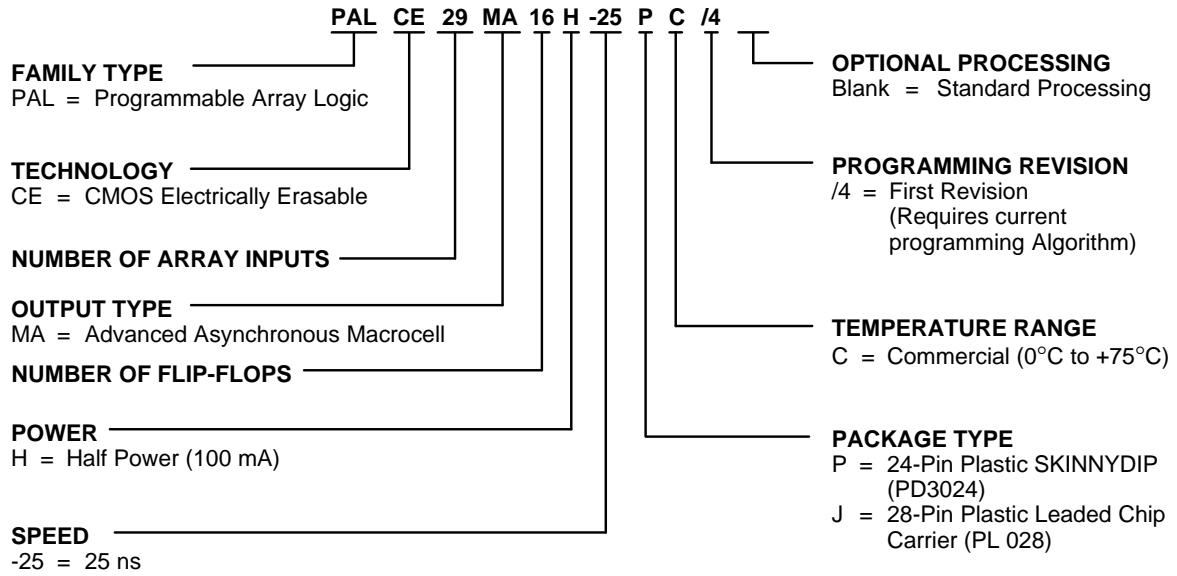 PAL CE 29 MA 16 H -25 P C /4
FAMILY TYPE
PAL = Programmable Array Logic
TECHNOLOGY
CE = CMOS Electrically Erasable
NUMBER OF ARRAY INPUTS
OUTPUT TYPE
MA = Advanced Asynchronous Macrocell
NUMBER OF FLIP-FLOPS
POWER
H = Half Power (100 mA)
SPEED
-25 = 25 ns
OPTIONAL PROCESSING
Blank = Standard Processing
PROGRAMMING REVISION
/4 = First Revision
(Requires current
programming Algorithm)
TEMPERATURE RANGE
C = Commercial (0°C to +75°C)
PACKAGE TYPE
P = 24-Pin Plastic SKINNYDIP
(PD3024)
J = 28-Pin Plastic Leaded Chip
Carrier (PL 028)